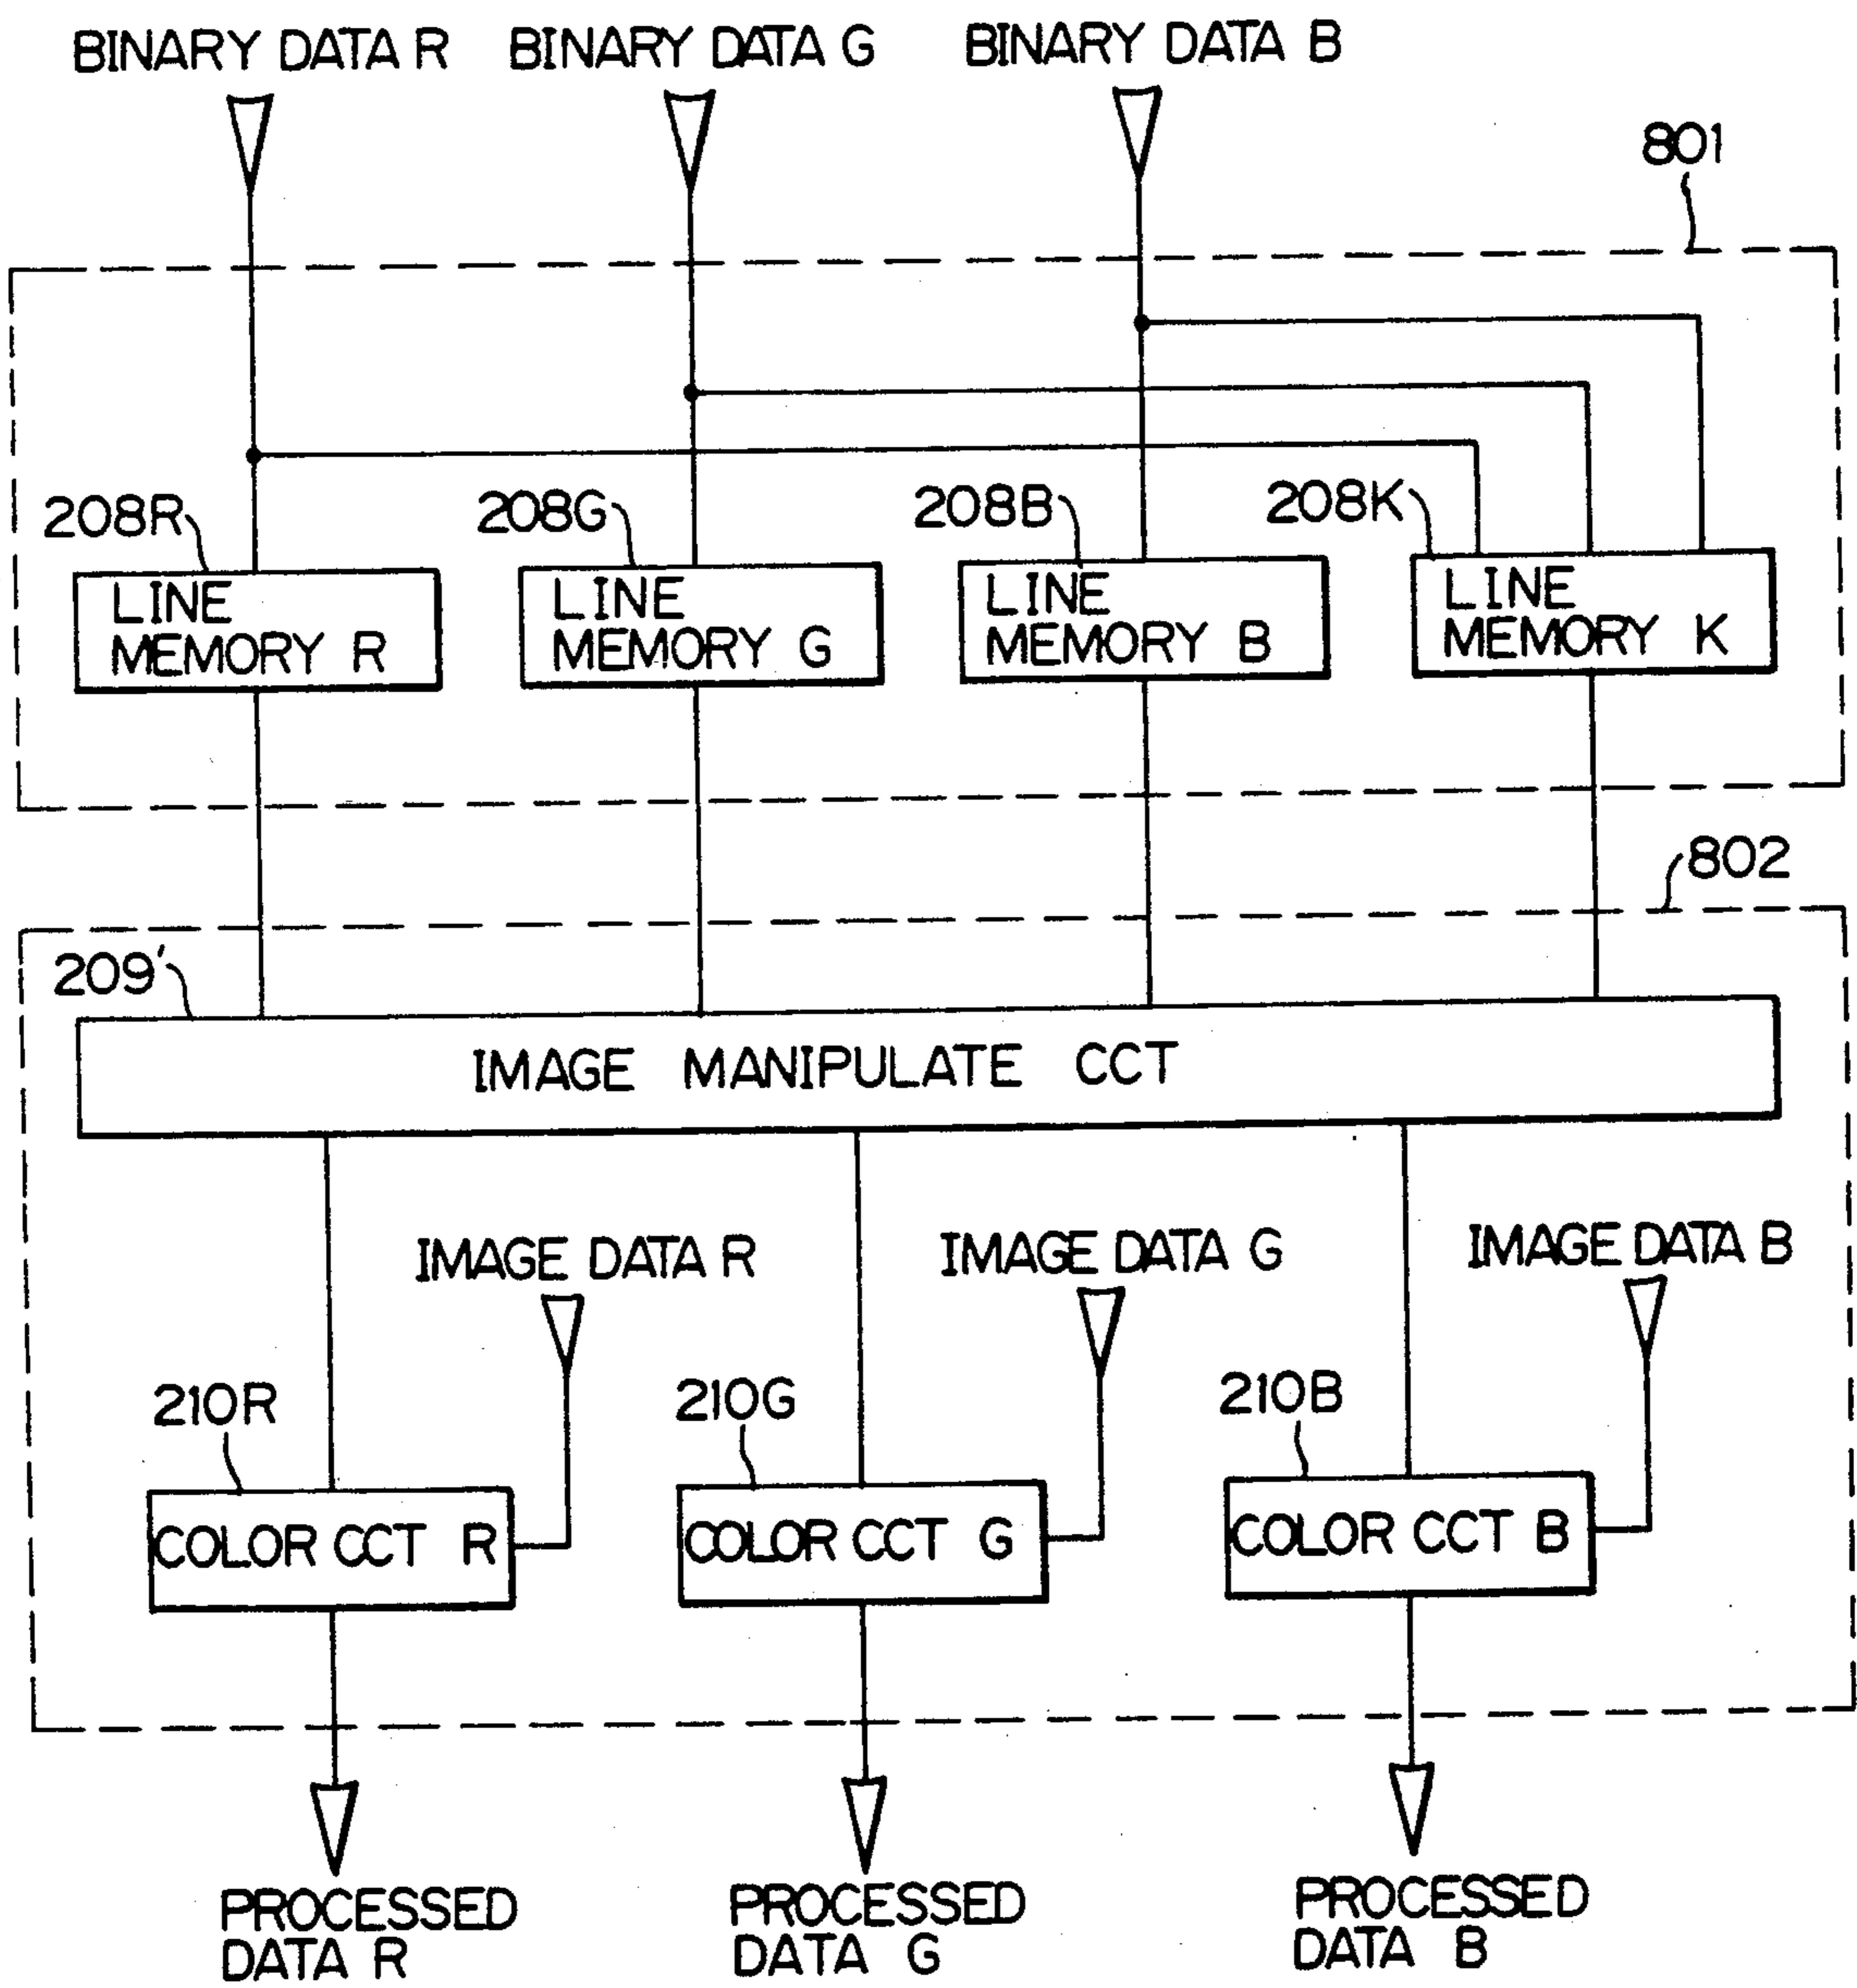 BINARY DATA R
BINARY DATA G
BINARY DATA B
801
208R
208G
208B
208K
LINE
MEMORY R
LINE
MEMORY G
LINE
MEMORY B
LINE
MEMORY K
802
209'
IMAGE MANIPULATE CCT
IMAGE DATA R
IMAGE DATA G
IMAGE DATA B
210R
210G
210B
COLOR CCT R
COLOR CCT G
COLOR CCT B
PROCESSED
DATA R
PROCESSED
DATA G
PROCESSED
DATA B